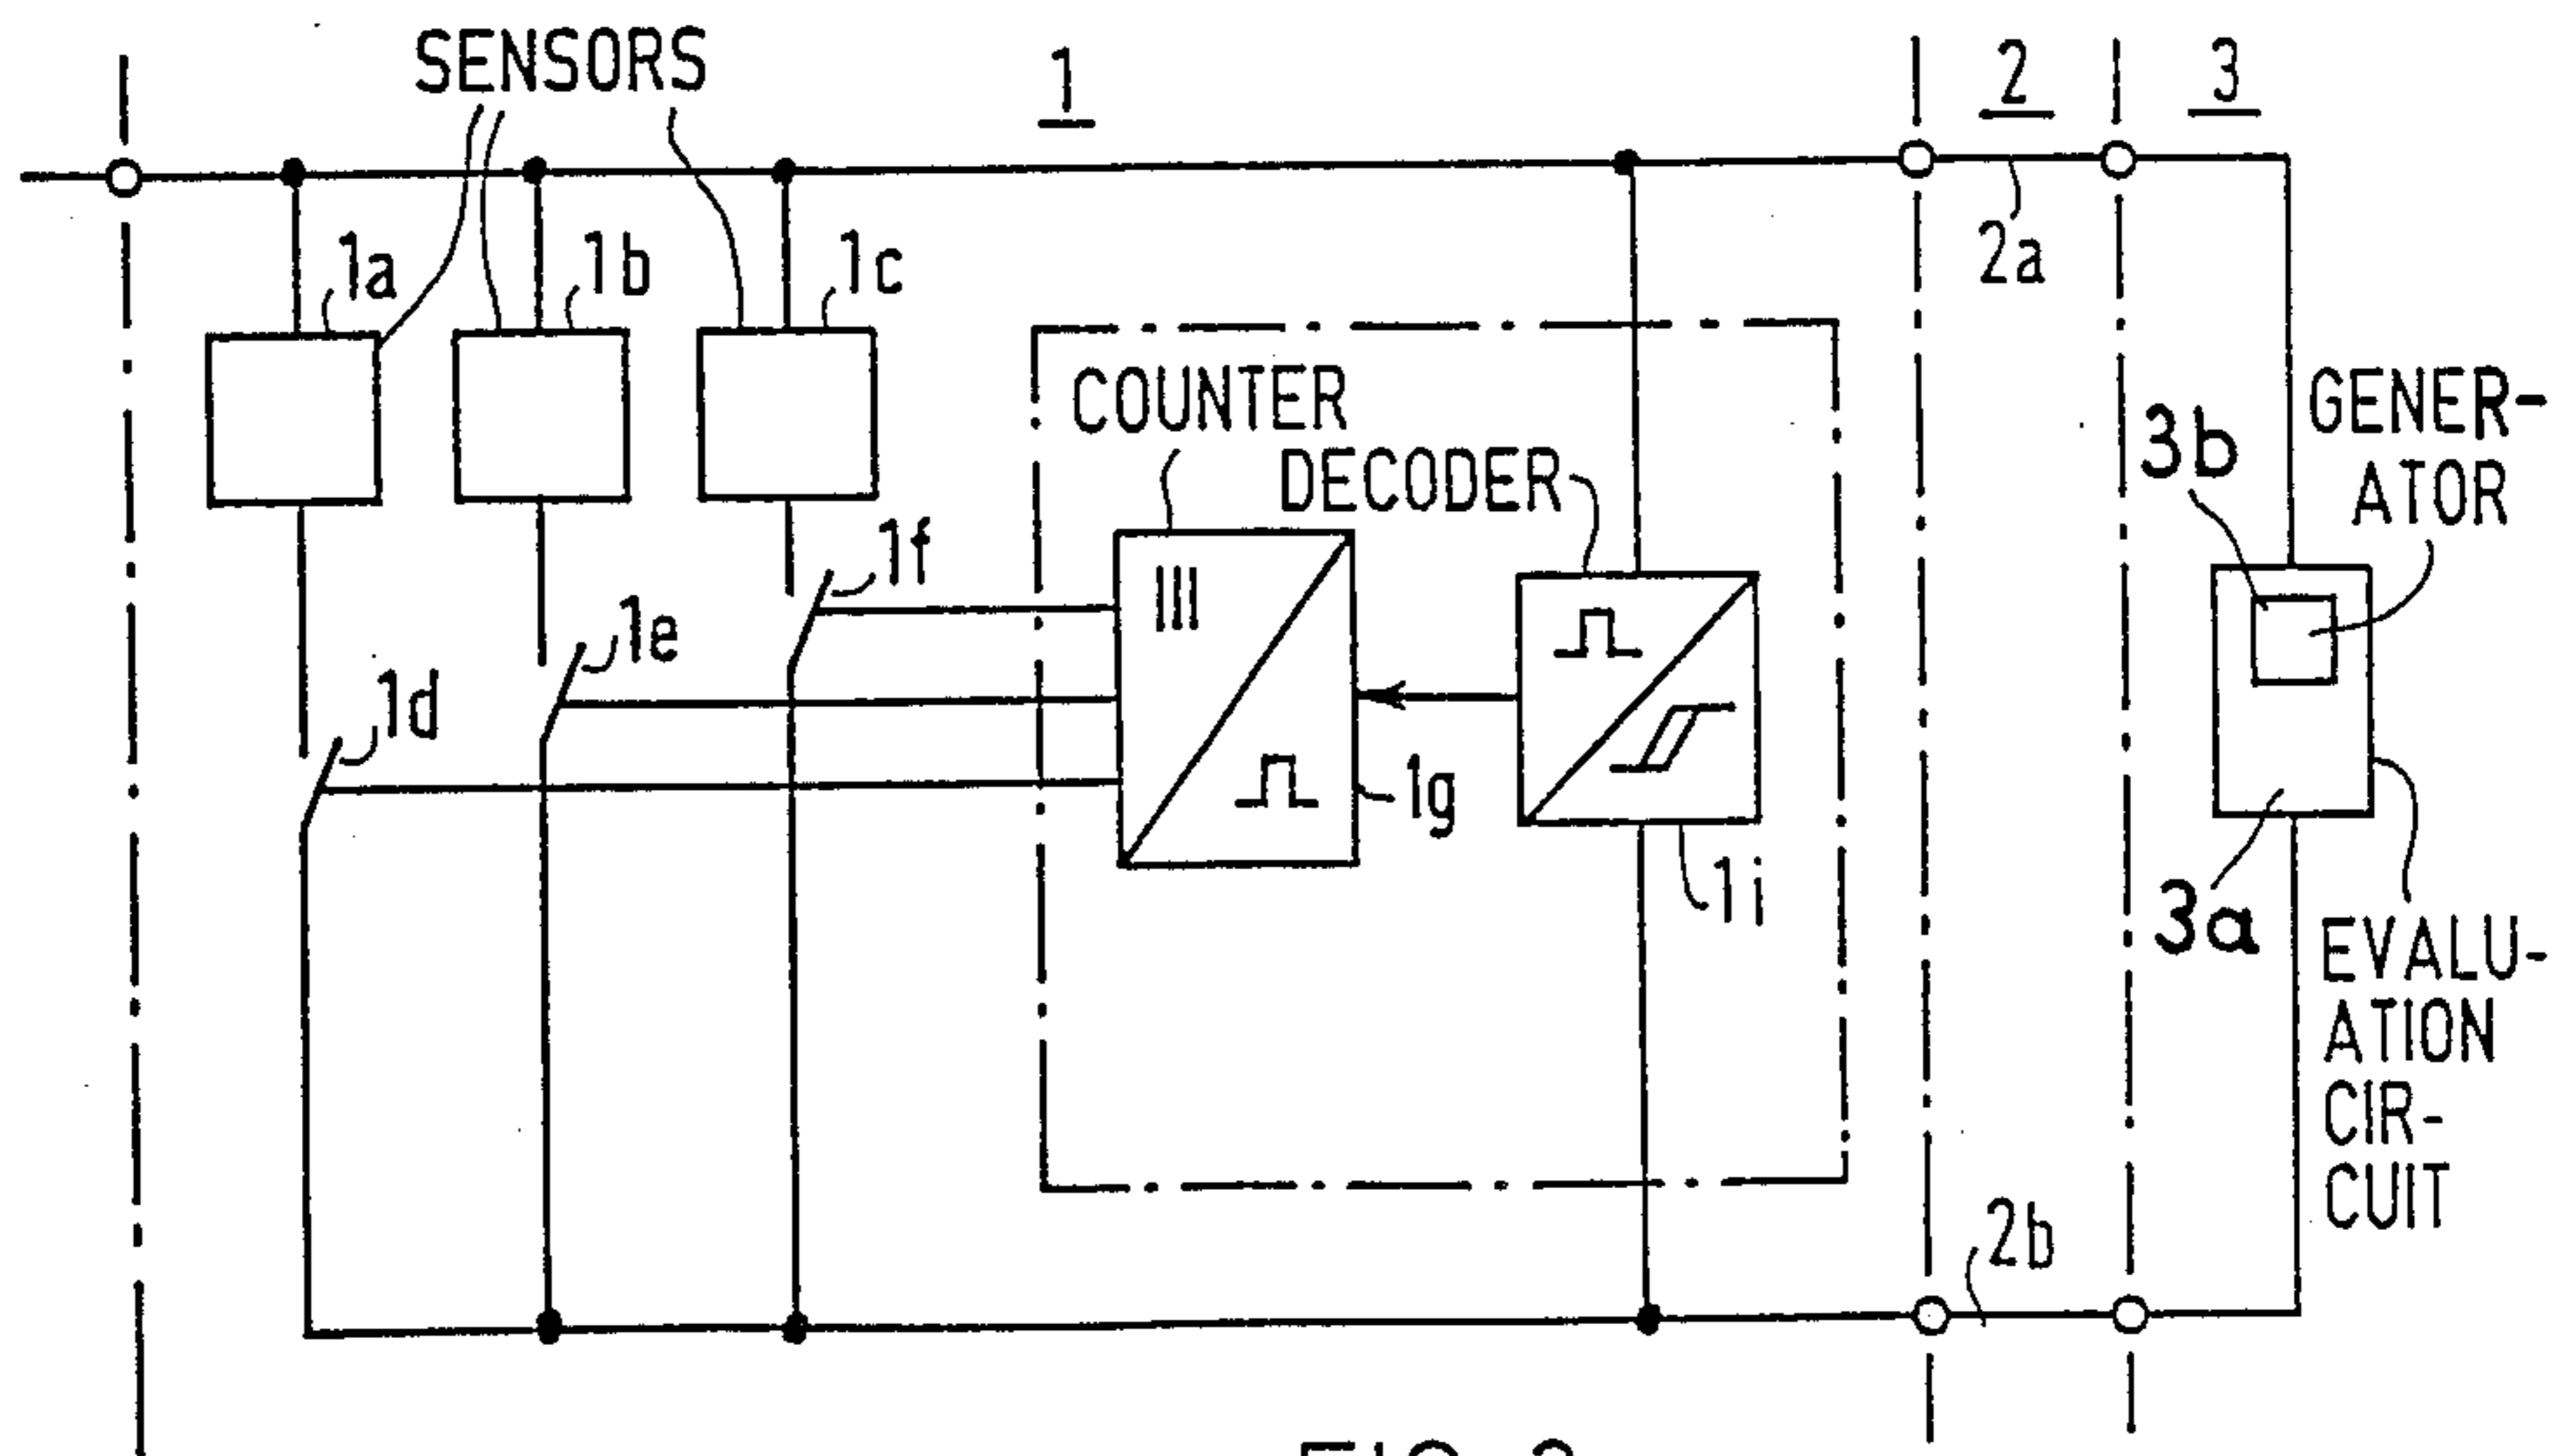 SENSORS
1
2
3
2a
1a
1b
1c
COUNTER
DECODER
GENER-
ATOR
3b
1f
1e
1d
1g
1i
3a
EVALU-
ATION
CIR-
CUIT
2b